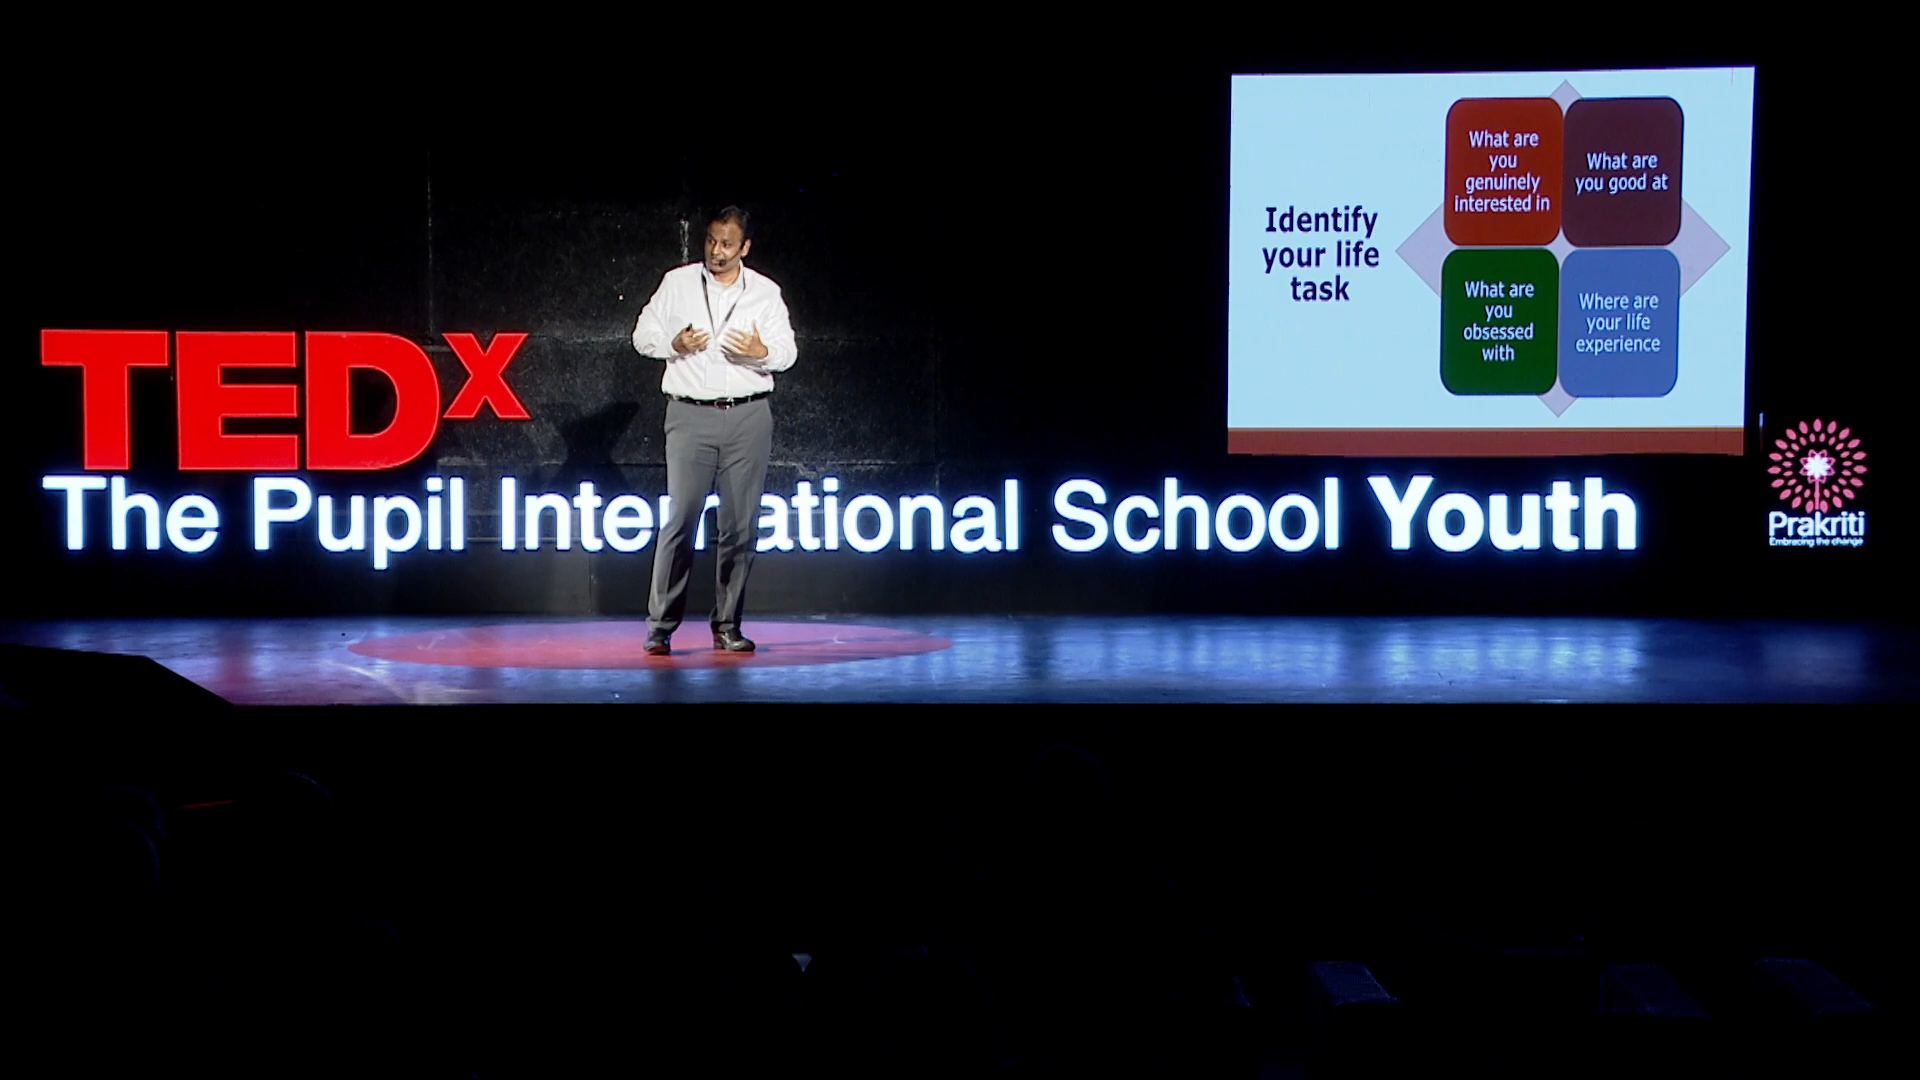 TEDx
The Pupil International School Youth
Identify
your life
task
What are
you
genuinely
interested in
What are
you good at
What are
you
obsessed
with
Where are
your life
experience
Prakriti
Embracing the change